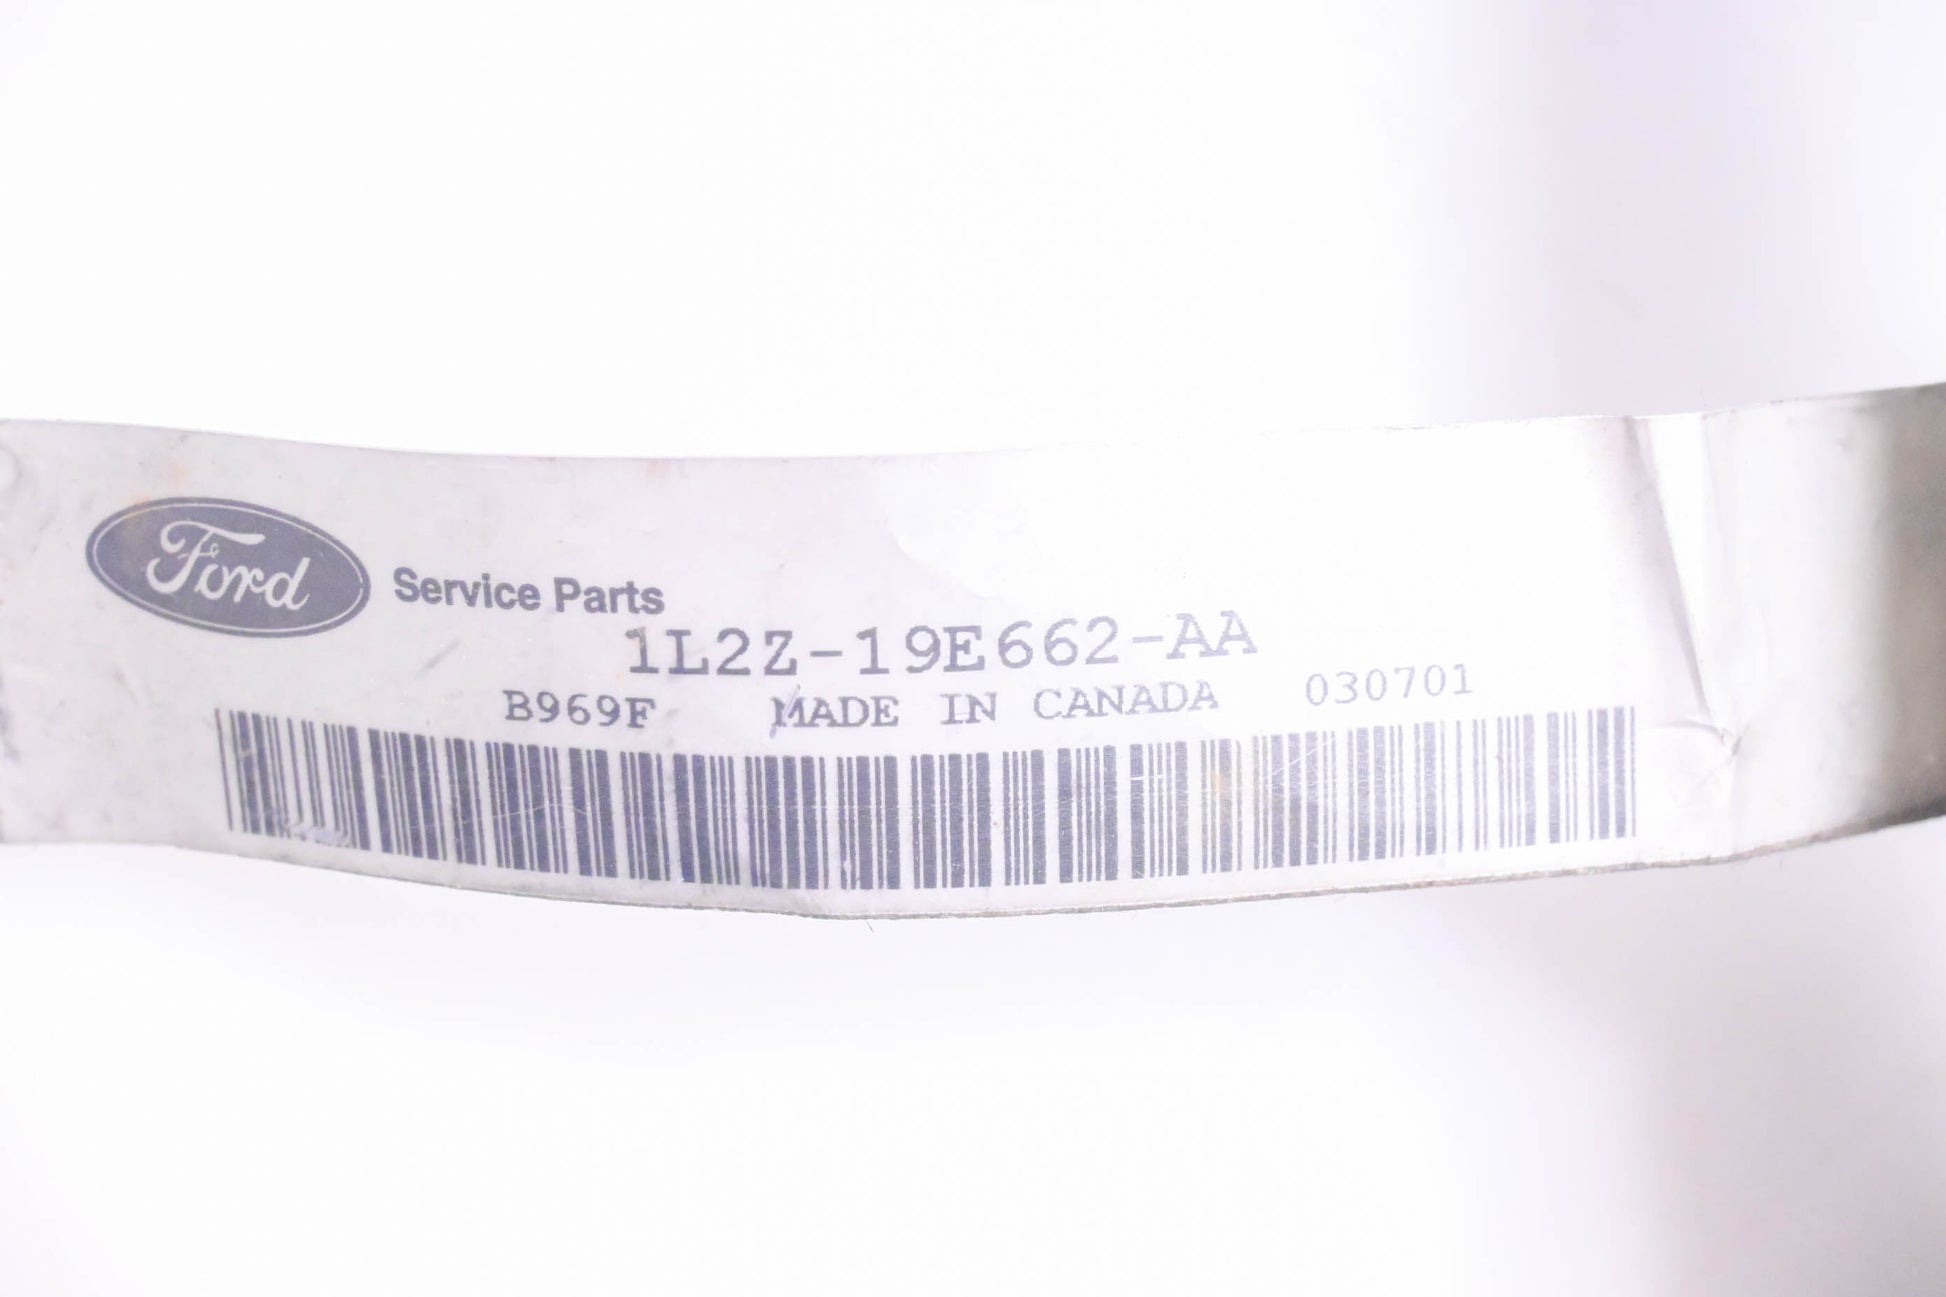 Ford Service Parts
1L2Z-19E662-AA
B969F MADE IN CANADA 030701